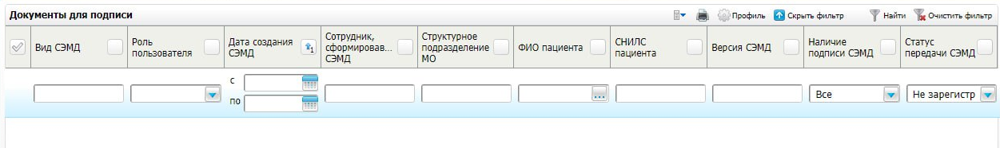 Документы для подписи
Профиль
Скрыть фильтр
Найти
Очистить фильтр
Вид СЭМД
Роль
пользователя
Дата создания
СЭМД
1
Сотрудник,
сформировав...
СЭМД
Структурное
подразделение
МО
ФИО пациента
СНИЛС
пациента
Версия СЭМД
Наличие
подписи СЭМД
Статус
передачи СЭМД
с
по
...
Все
Не зарегистр